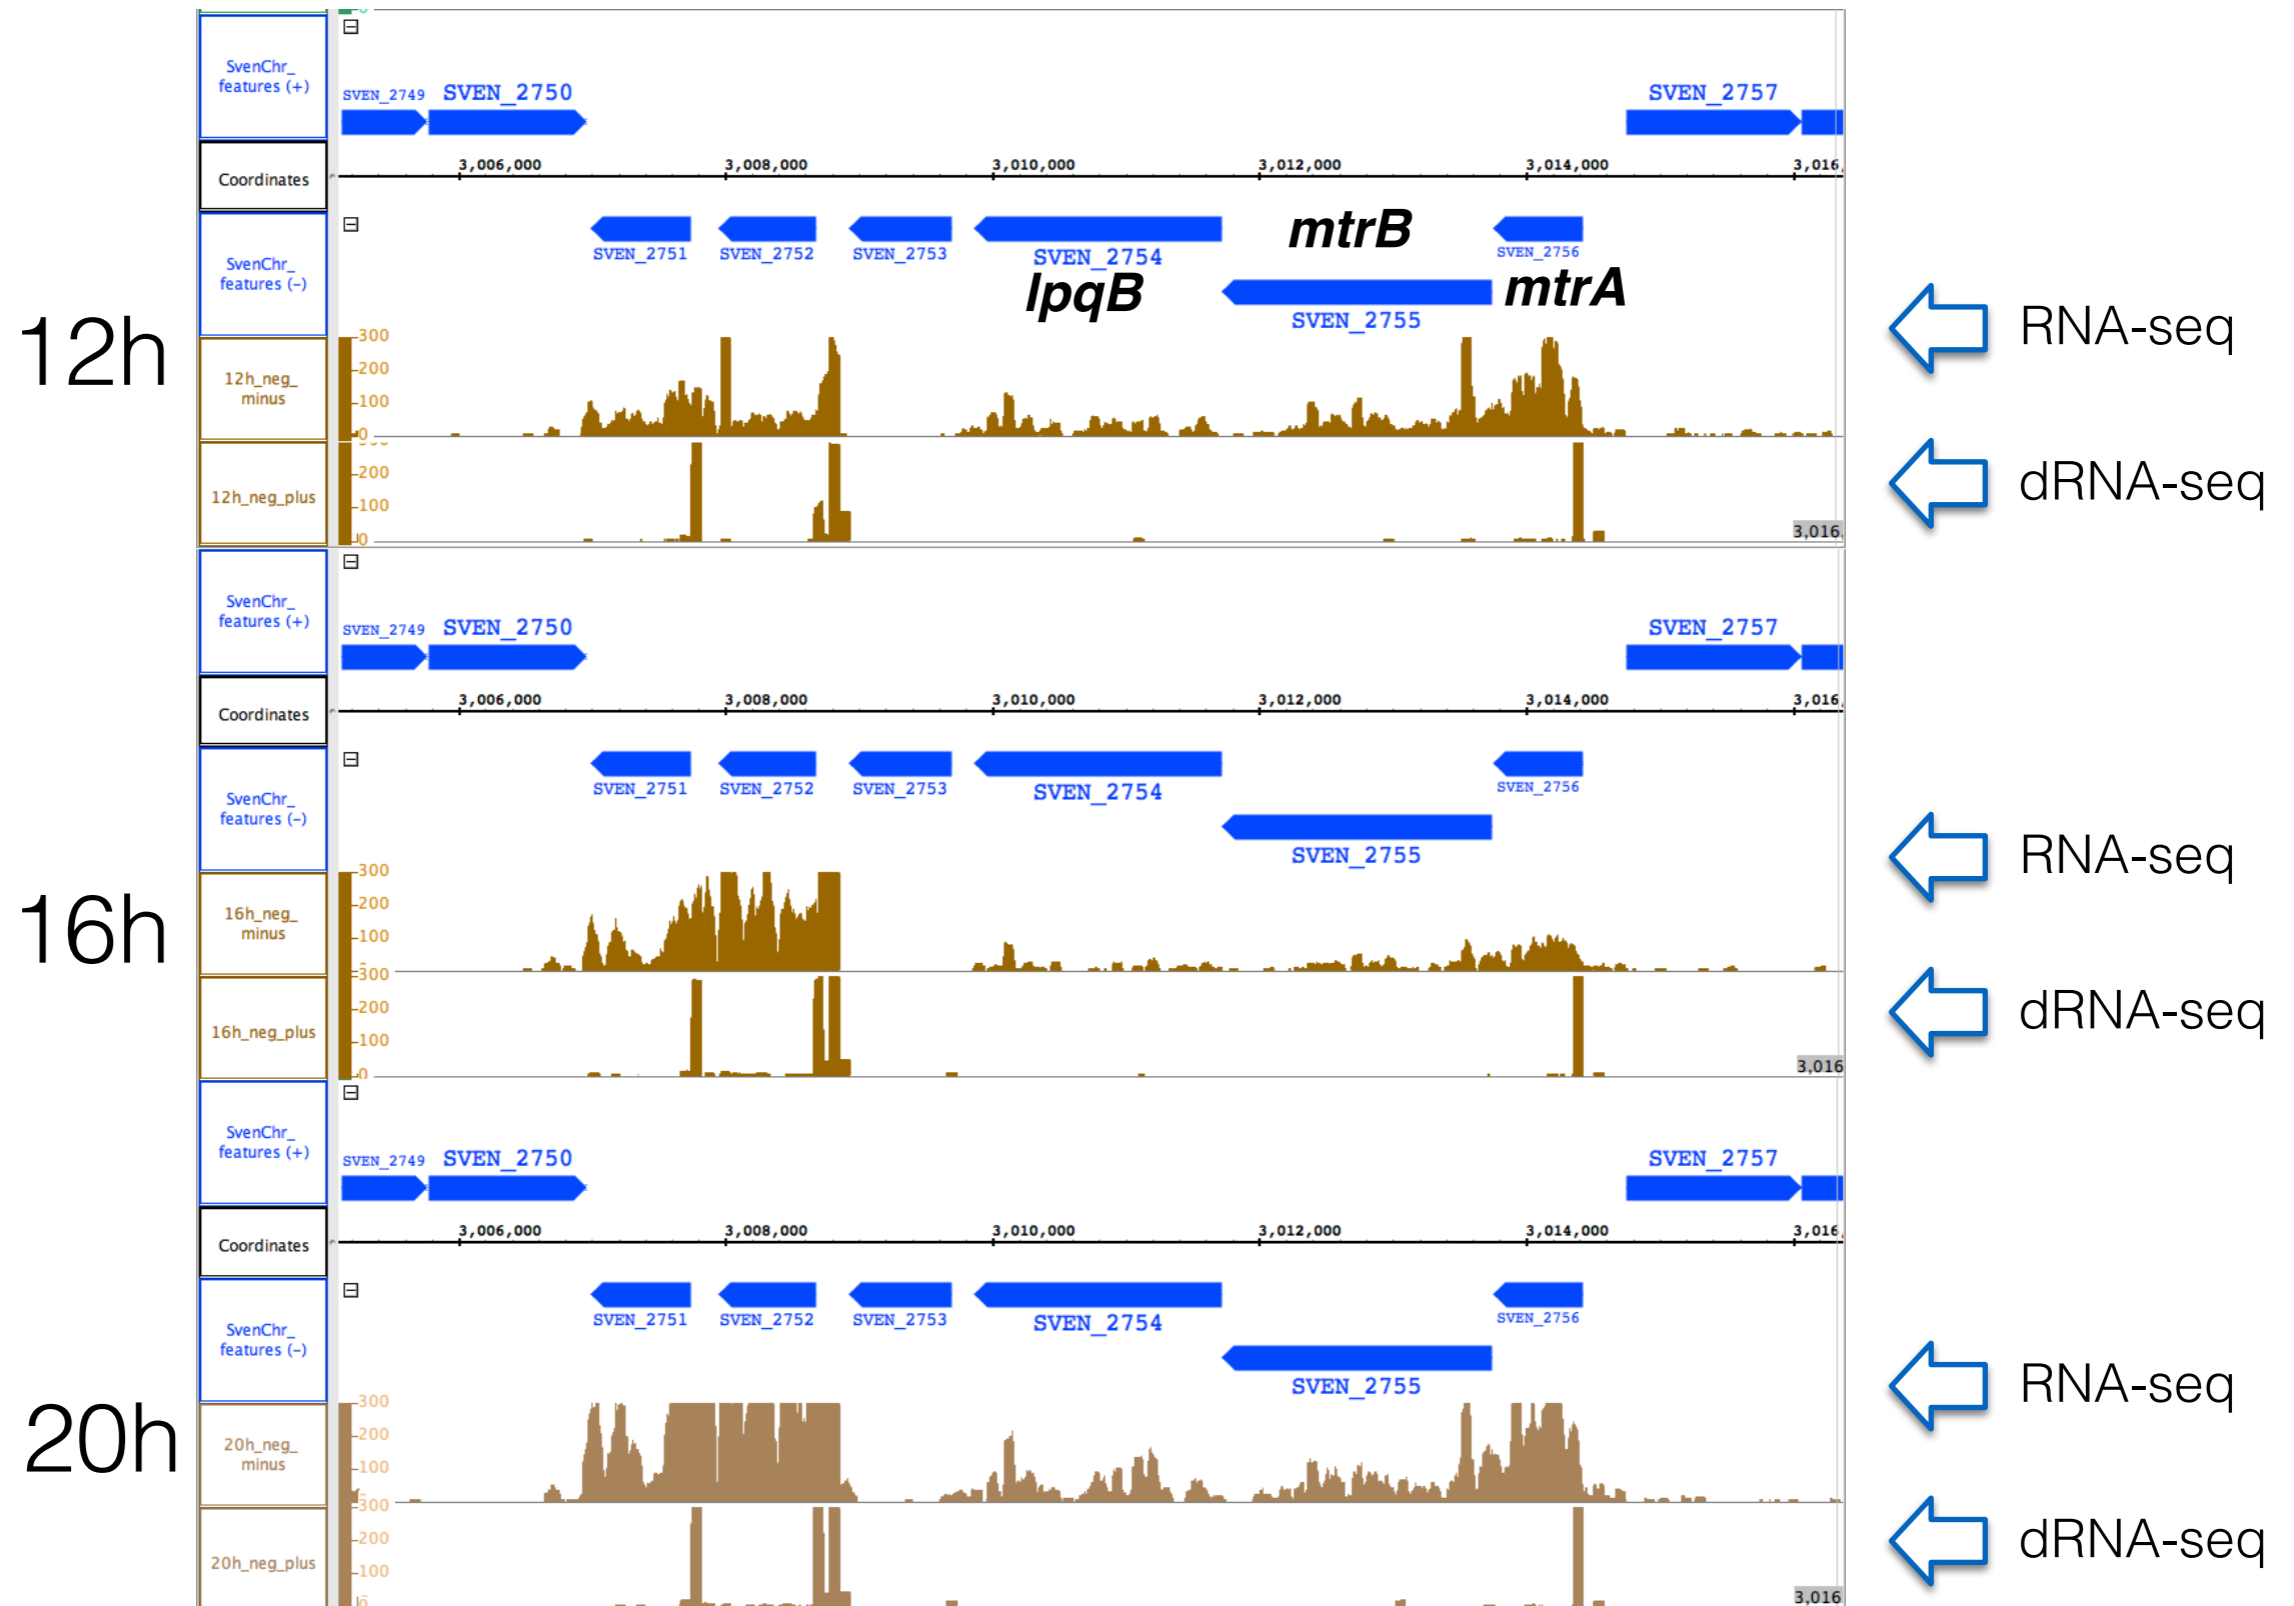 12h
SvenChr_
features (+)
SVEN_2749 SVEN_2750 SVEN_2757
Coordinates
3,006,000 3,008,000 3,010,000 3,012,000 3,014,000 3,016,
SvenChr_
features (-)
SVEN_2751 SVEN_2752 SVEN_2753 SVEN_2754 mtrB SVEN_2756
lpqB SVEN_2755 mtrA
12h_neg_
minus
300
200
100
0
RNA-seq
12h_neg_plus
200
100
0
3,016,
dRNA-seq
16h
SvenChr_
features (+)
SVEN_2749 SVEN_2750 SVEN_2757
Coordinates
3,006,000 3,008,000 3,010,000 3,012,000 3,014,000 3,016,
SvenChr_
features (-)
SVEN_2751 SVEN_2752 SVEN_2753 SVEN_2754 SVEN_2756
SVEN_2755
16h_neg_
minus
300
200
100
RNA-seq
16h_neg_plus
300
200
100
0
3,016
dRNA-seq
20h
SvenChr_
features (+)
SVEN_2749 SVEN_2750 SVEN_2757
Coordinates
3,006,000 3,008,000 3,010,000 3,012,000 3,014,000 3,016,
SvenChr_
features (-)
SVEN_2751 SVEN_2752 SVEN_2753 SVEN_2754 SVEN_2756
SVEN_2755
20h_neg_
minus
300
200
100
RNA-seq
20h_neg_plus
300
200
100
3,016
dRNA-seq